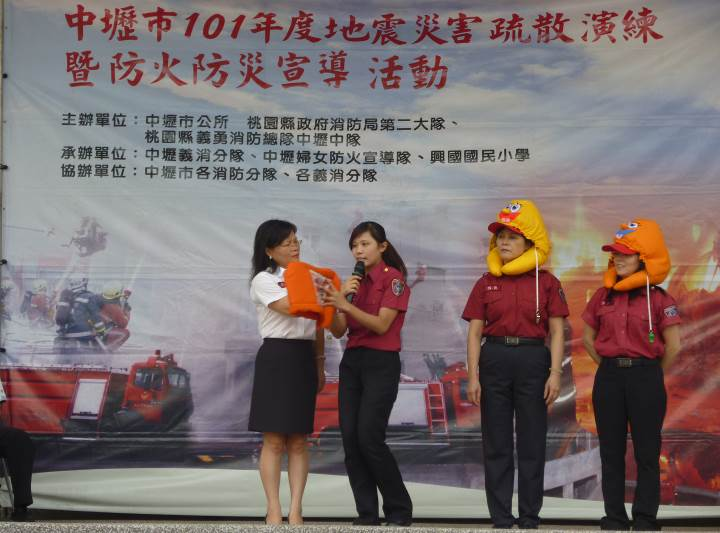 中壢市101年度地震災害疏散演練
暨防火防災宣導 活動
主辦單位：中壢市公所 桃園縣政府消防局第二大隊、
桃園縣義勇消防總隊中壢中隊
承辦單位：中壢義消分隊、中壢婦女防火宣導隊、興國國民小學
協辦單位：中壢市各消防分隊、各義消分隊